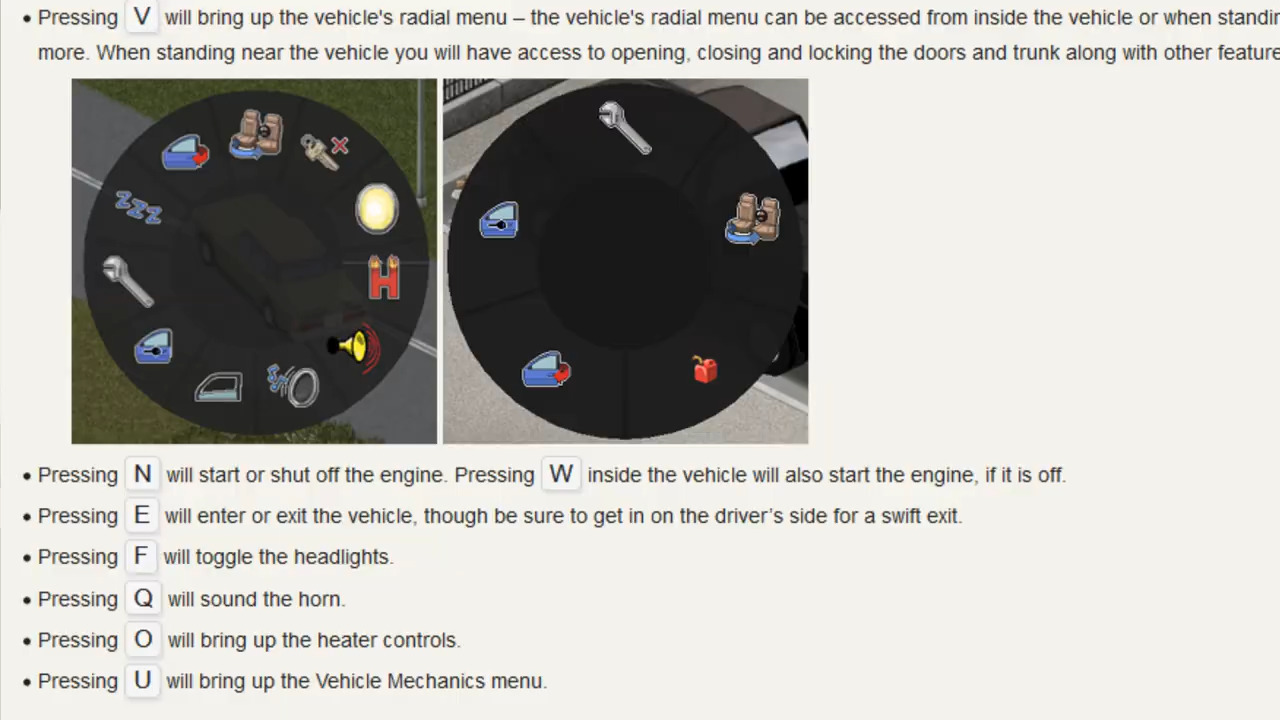 • Pressing V will bring up the vehicle's radial menu – the vehicle's radial menu can be accessed from inside the vehicle or when
more. When standing near the vehicle you will have access to opening, closing and locking the doors and trunk along with other
zzz
H
• Pressing N will start or shut off the engine. Pressing W inside the vehicle will also start the engine, if it is off.
• Pressing E will enter or exit the vehicle, though be sure to get in on the driver’s side for a swift exit.
• Pressing F will toggle the headlights.
• Pressing Q will sound the horn.
• Pressing O will bring up the heater controls.
• Pressing U will bring up the Vehicle Mechanics menu.